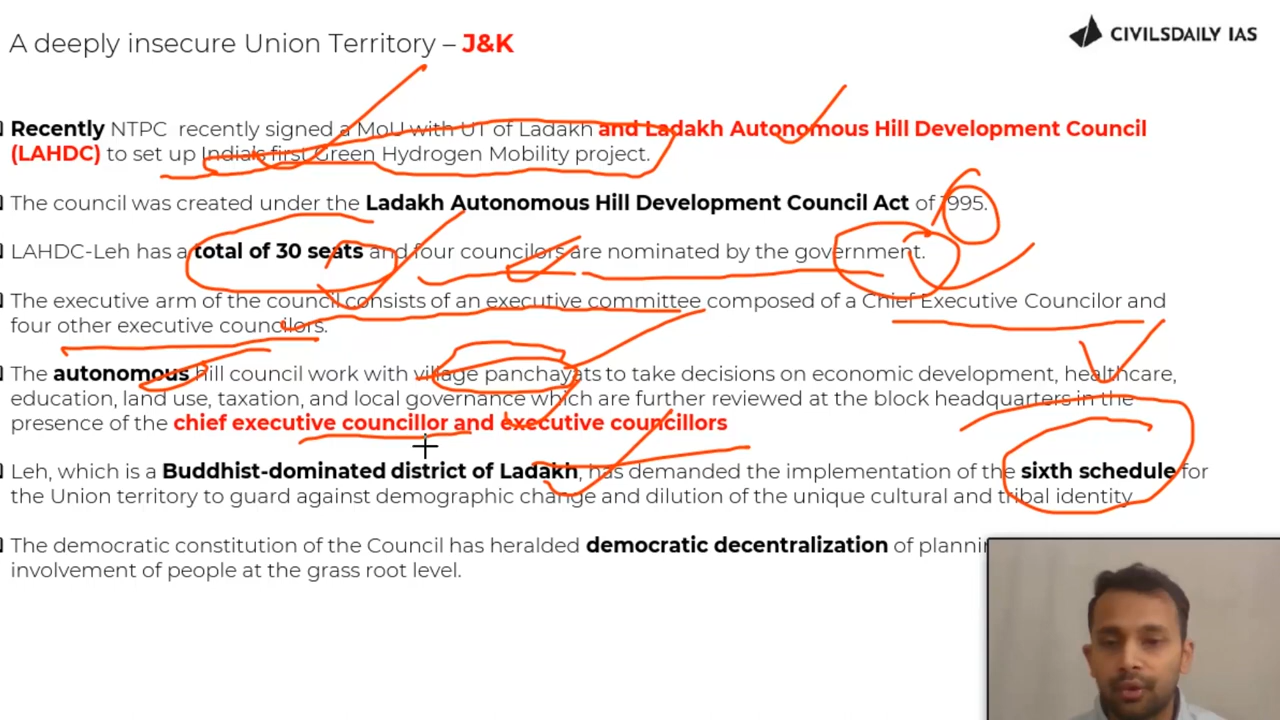 A deeply insecure Union Territory – J&K
CIVILSDAILY IAS
Recently NTPC recently signed a MoU with UT of Ladakh and Ladakh Autonomous Hill Development Council
(LAHDC) to set up India's first Green Hydrogen Mobility project.
The council was created under the Ladakh Autonomous Hill Development Council Act of 1995.
LAHDC-Leh has a total of 30 seats and four councilors are nominated by the government.
The executive arm of the council consists of an executive committee composed of a Chief Executive Councilor and
four other executive councilors.
The autonomous hill council work with village panchayats to take decisions on economic development, healthcare,
education, land use, taxation, and local governance which are further reviewed at the block headquarters in the
presence of the chief executive councillor and executive councillors
Leh, which is a Buddhist-dominated district of Ladakh, has demanded the implementation of the sixth schedule for
the Union territory to guard against demographic change and dilution of the unique cultural and tribal identity.
The democratic constitution of the Council has heralded democratic decentralization of
involvement of people at the grass root level.